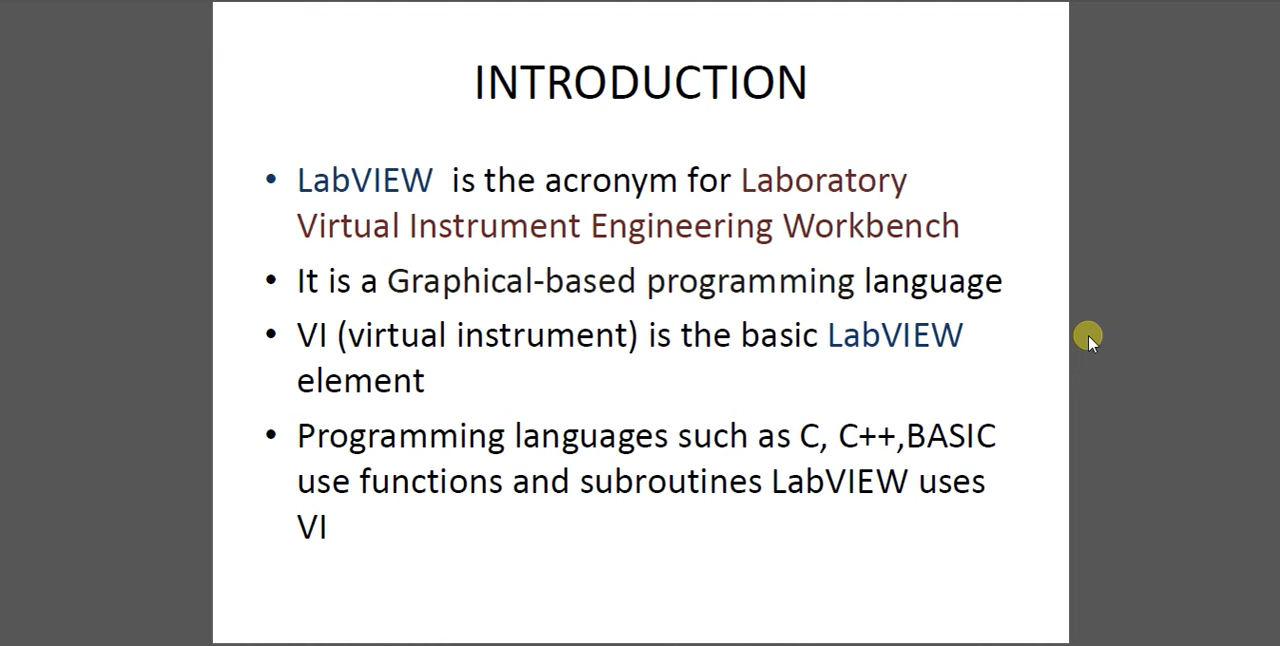 INTRODUCTION
• LabVIEW is the acronym for Laboratory
Virtual Instrument Engineering Workbench
• It is a Graphical-based programming language
• VI (virtual instrument) is the basic LabVIEW
element
• Programming languages such as C, C++,BASIC
use functions and subroutines LabVIEW uses
VI